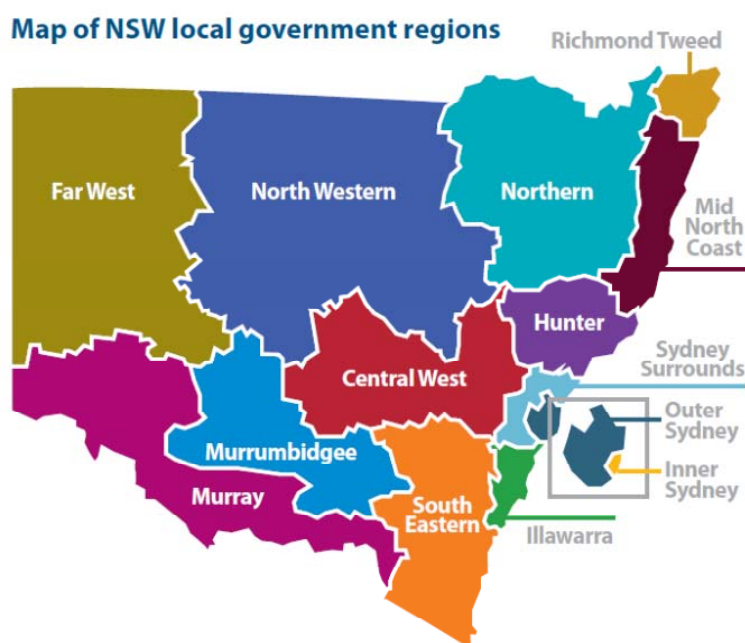 Map of NSW local government regions
Richmond Tweed
Far West
North Western
Northern
Mid
North
Coast
Hunter
Sydney
Surrounds
Central West
Outer
Sydney
Murrumbidgee
Inner
Sydney
Murray
South
Eastern
Illawarra